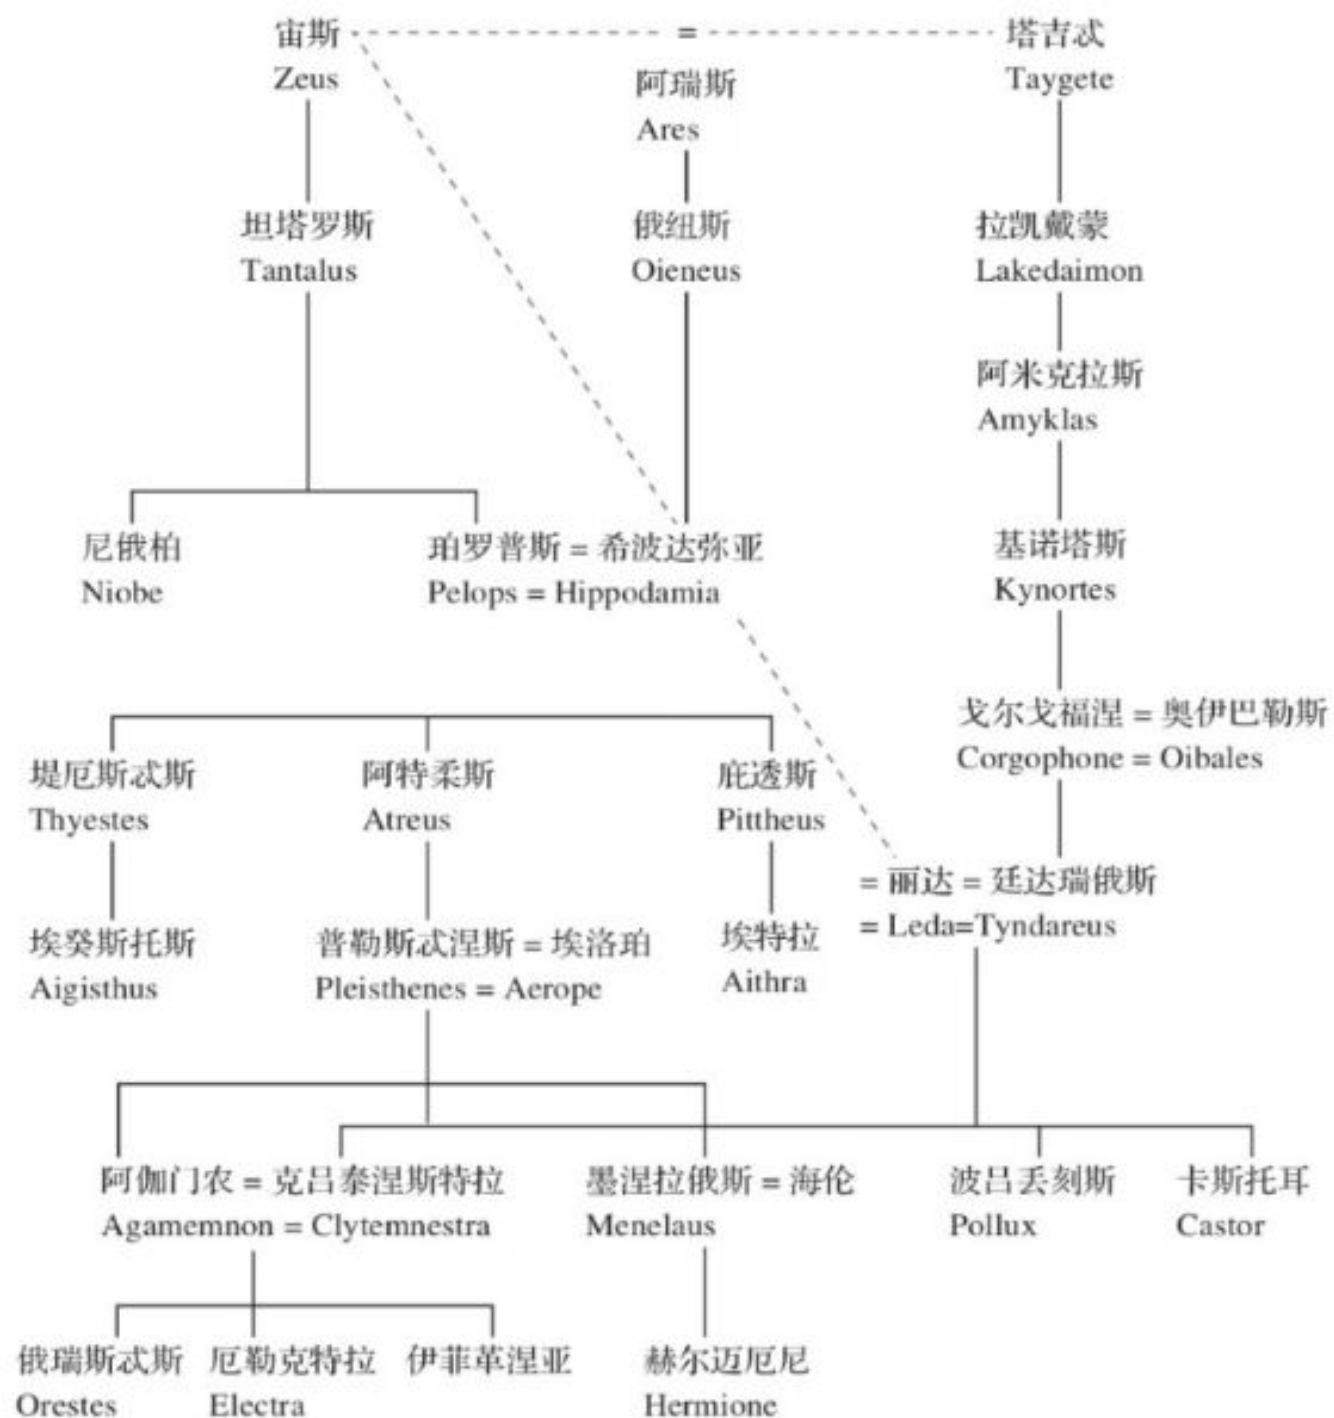 宙斯 = 塔吉忒
Zeus Taygete
阿瑞斯
Ares
坦塔罗斯 俄纽斯 拉凯戴蒙
Tantalus Oieneus Lakedaimon
阿米克拉斯
Amyklas
尼俄柏 珀罗普斯 = 希波达弥亚 基诺塔斯
Niobe Pelops = Hippodamia Kynortes
戈尔戈福涅 = 奥伊巴勒斯
Corgophone = Oibales
堤厄斯忒斯 阿特柔斯 庇透斯
Thyestes Atreus Pittheus
= 丽达 = 廷达瑞俄斯
= Leda=Tyndareus
埃癸斯托斯 普勒斯忒涅斯 = 埃洛珀 埃特拉
Aigisthus Pleisthenes = Aerope Aithra
阿伽门农 = 克吕泰涅斯特拉 墨涅拉俄斯 = 海伦 波吕丢刻斯 卡斯托耳
Agamemnon = Clytemnestra Menelaus Pollux Castor
俄瑞斯忒斯 厄勒克特拉 伊菲革涅亚 赫尔迈厄尼
Orestes Electra Hermione